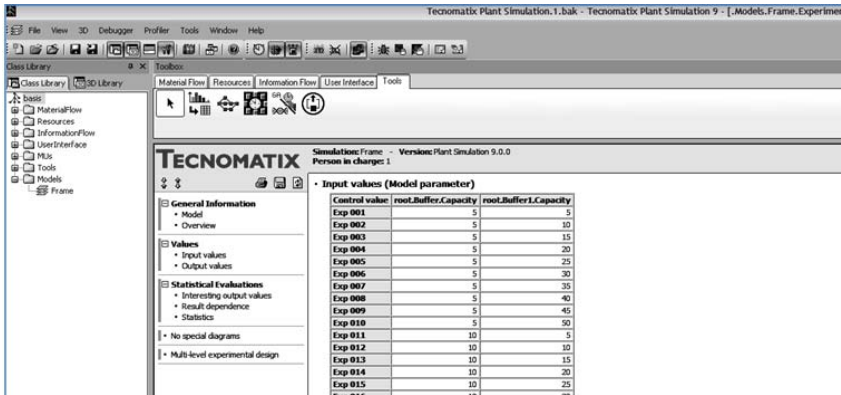 Tecnomatix Plant Simulation.1.bak - Tecnomatix Plant Simulation 9 - [.Models.Frame.Experimen
File View 3D Debugger Profiler Tools Window Help
Class Library
Toolbox
Class Library 3D Library
Material Flow Resources Information Flow User Interface Tools
basis
MaterialFlow
Resources
InformationFlow
UserInterface
MUs
Tools
Models
Frame
TECNOMATIX
Simulation: Frame - Version: Plant Simulation 9.0.0
Person in charge: 1
General Information
• Model
• Overview
Values
• Input values
• Output values
Statistical Evaluations
• Interesting output values
• Result dependence
• Statistics
• No special diagrams
• Multi-level experimental design
• Input values (Model parameter)
Control value root.Buffer.Capacity root.Buffer1.Capacity
Exp 001 5 5
Exp 002 5 10
Exp 003 5 15
Exp 004 5 20
Exp 005 5 25
Exp 006 5 30
Exp 007 5 35
Exp 008 5 40
Exp 009 5 45
Exp 010 5 50
Exp 011 10 5
Exp 012 10 10
Exp 013 10 15
Exp 014 10 20
Exp 015 10 25